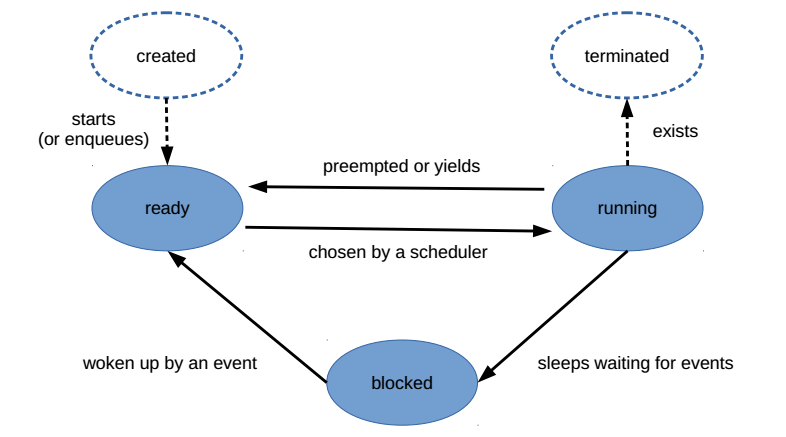 created
terminated
starts
(or enqueues)
exists
preempted or yields
ready
running
chosen by a scheduler
woken up by an event
sleeps waiting for events
blocked